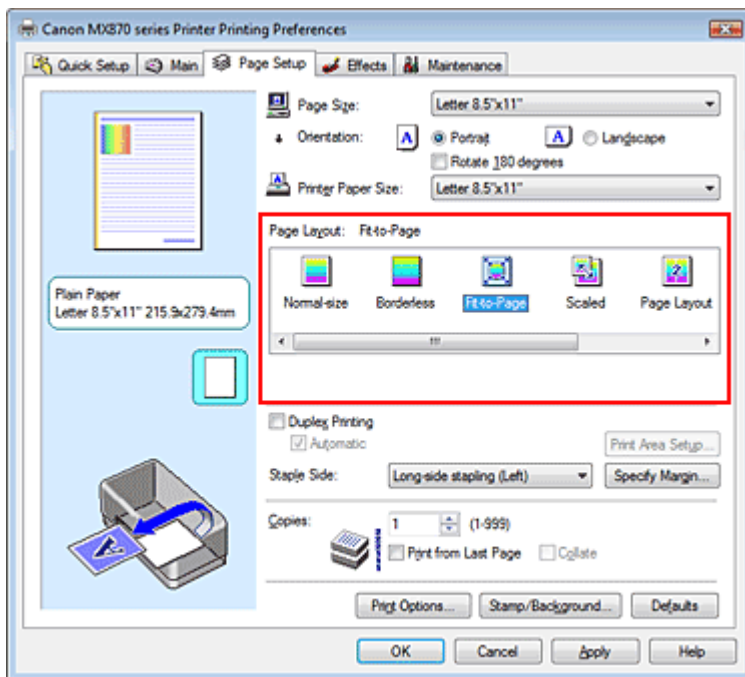 Canon MX870 series Printer Printing Preferences
Quick Setup Main Page Setup Effects Maintenance
Page Size: Letter 8.5"x11"
Orientation: A Portrait A Landscape
Rotate 180 degrees
Printer Paper Size: Letter 8.5"x11"
Page Layout: Fit-to-Page
Normal-size Borderless Fit-to-Page Scaled Page Layout
Plain Paper
Letter 8.5"x11" 215.9x279.4mm
Duplex Printing
Automatic
Print Area Setup...
Staple Side: Long-side stapling (Left) Specify Margin...
Copies: 1 (1-999)
Print from Last Page Collate
Print Options... Stamp/Background... Defaults
OK Cancel Apply Help